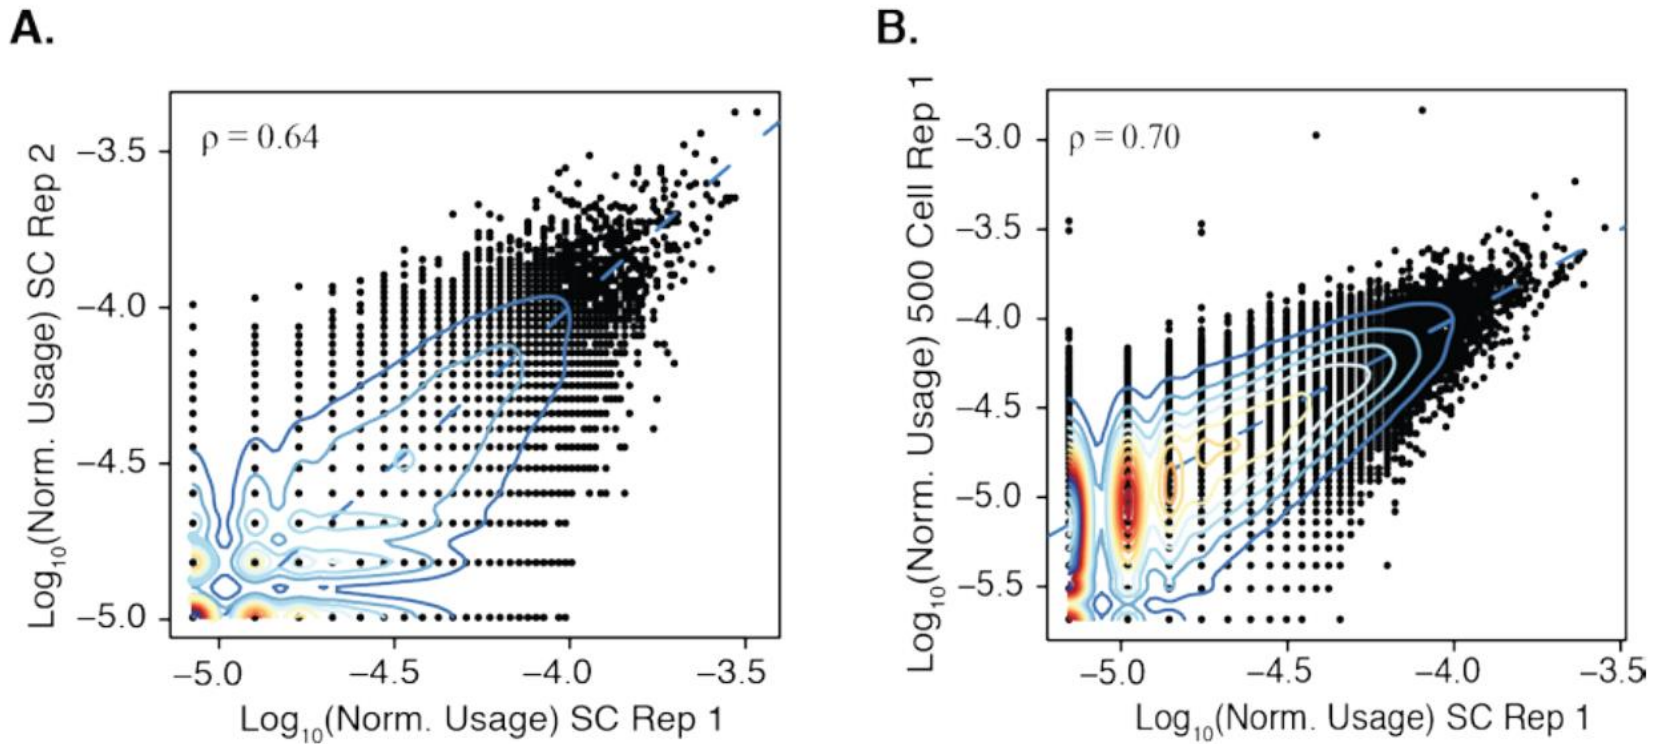 A.
ρ = 0.64
Log10(Norm. Usage) SC Rep 2
−3.5
−4.0
−4.5
−5.0
−5.0
−4.5
−4.0
−3.5
Log10(Norm. Usage) SC Rep 1
B.
ρ = 0.70
Log10(Norm. Usage) 500 Cell Rep 1
−3.0
−3.5
−4.0
−4.5
−5.0
−5.5
−5.0
−4.5
−4.0
−3.5
Log10(Norm. Usage) SC Rep 1